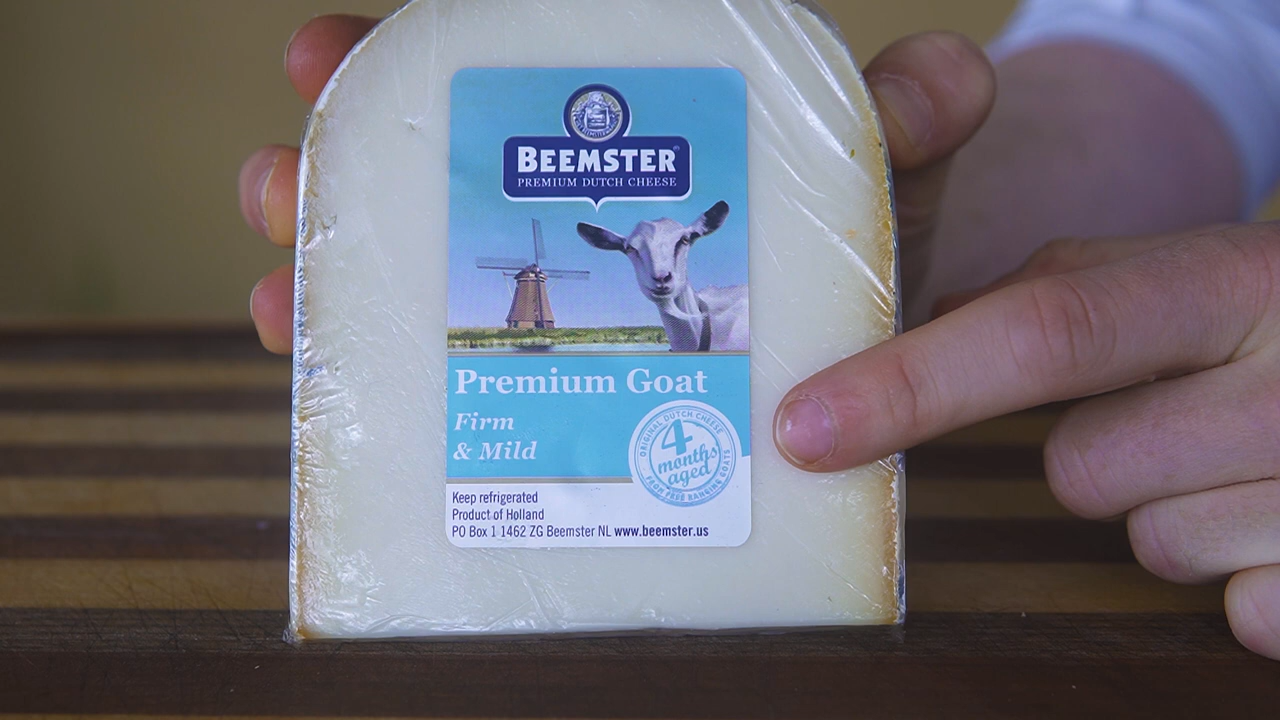 BEEMSTER
PREMIUM DUTCH CHEESE
Premium Goat
Firm
& Mild
ORIGINAL DUTCH CHEESE
4
months
aged
FROM FREE RANGING GOATS
Keep refrigerated
Product of Holland
PO Box 1 1462 ZG Beemster NL www.beemster.us